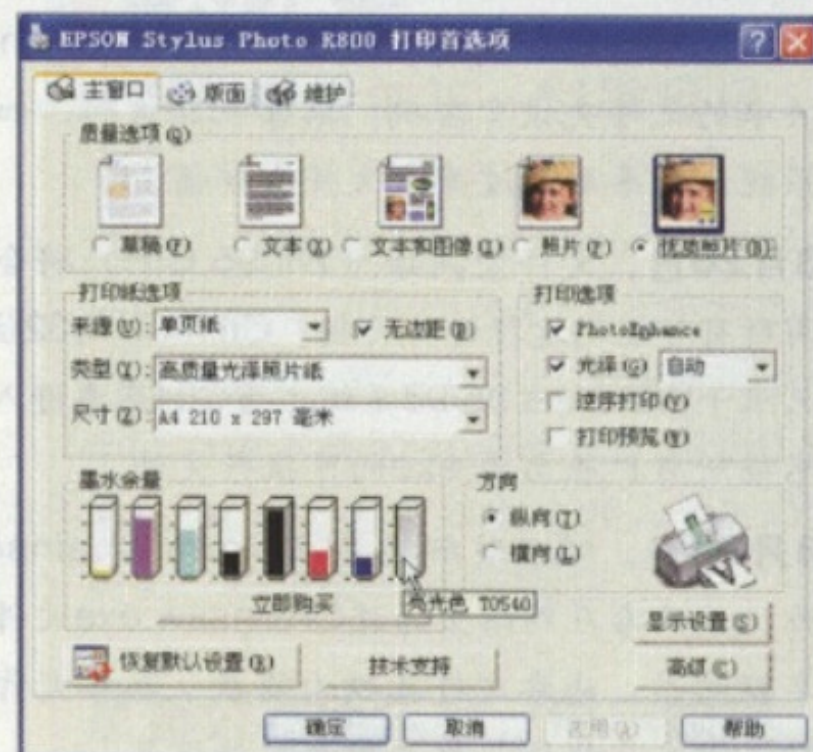 EPSON Stylus Photo R800 打印首选项
主窗口 版面 维护
质量选项(Q)
草稿(F) 文本(X) 文本和图像(I) 照片(P) 优质照片(B)
打印纸选项
来源(U): 单页纸 无边距(B)
类型(Y): 高质量光泽照片纸
尺寸(Z): A4 210 x 297 毫米
打印选项
PhotoEnhance
光泽(G) 自动
逆序打印(Y)
打印预览(W)
墨水余量
立即购买
亮光色 T0540
方向
纵向(T)
横向(L)
显示设置(S)
恢复默认设置(R) 技术支持 高级(C)
确定 取消 应用(A) 帮助